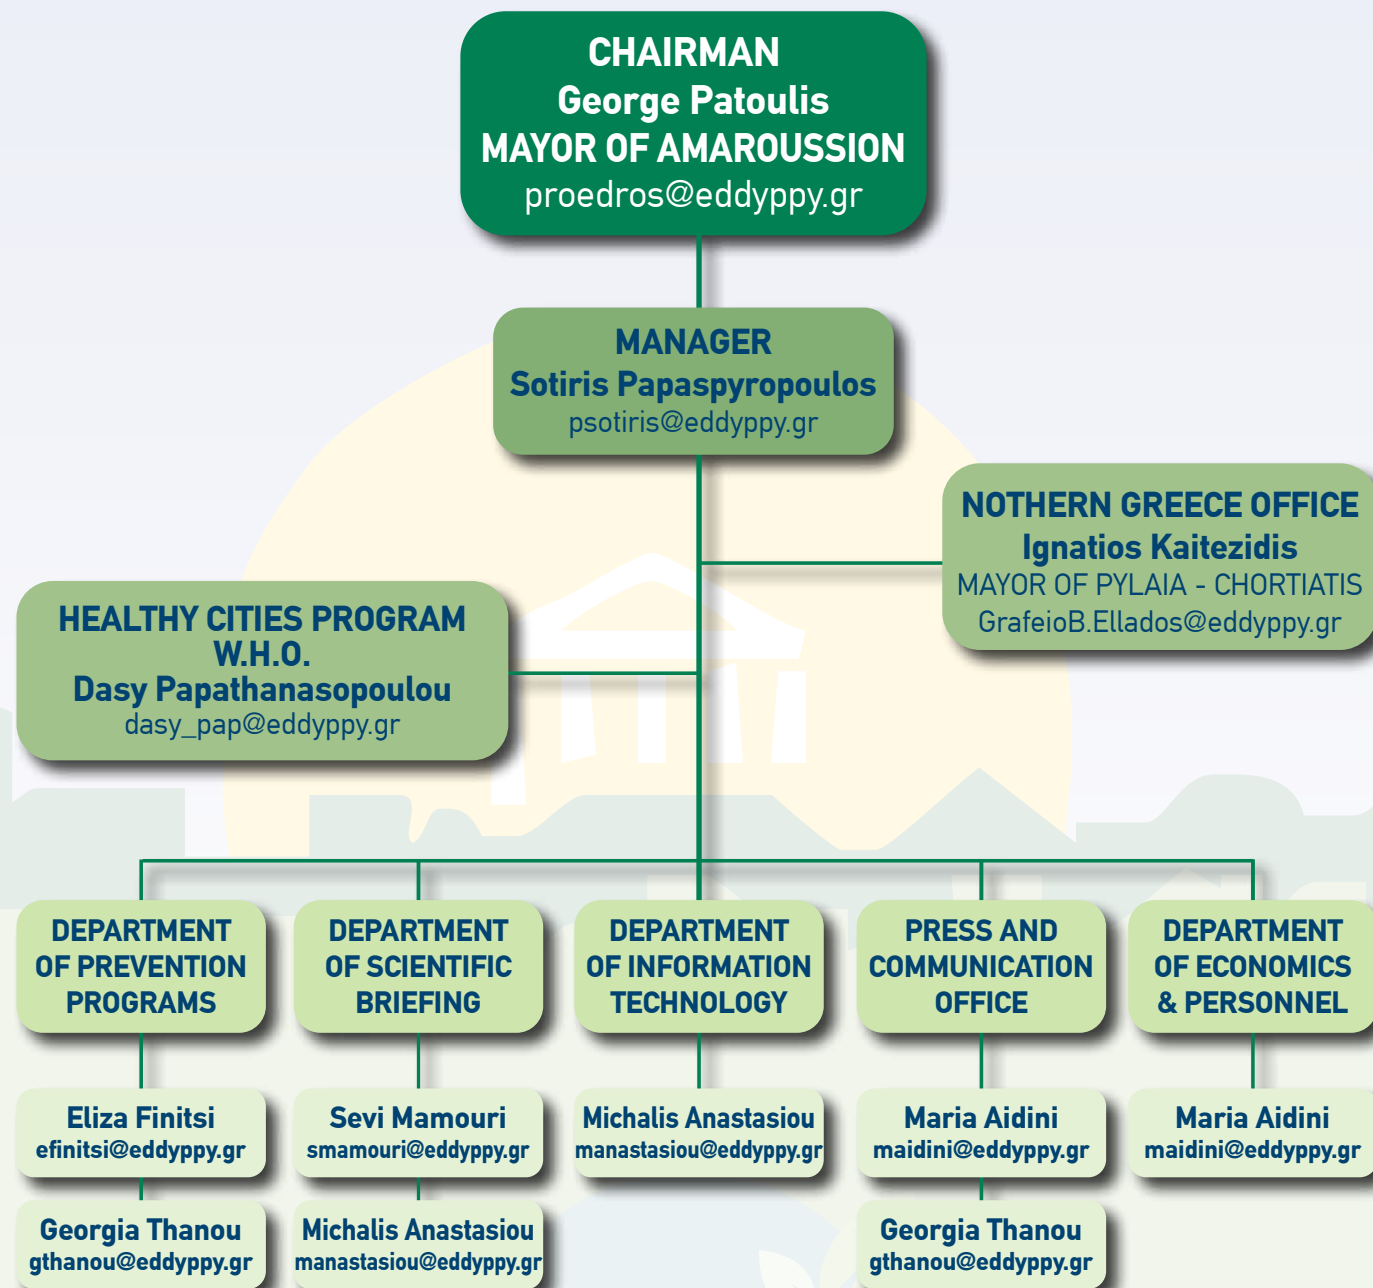 CHAIRMAN
George Patoulis
MAYOR OF AMAROUSSION
proedros@eddyppy.gr
MANAGER
Sotiris Papaspyropoulos
psotiris@eddyppy.gr
NOTHERN GREECE OFFICE
Ignatios Kaitezidis
MAYOR OF PYLAIA - CHORTIATIS
GrafeioB.Ellados@eddyppy.gr
HEALTHY CITIES PROGRAM
W.H.O.
Dasy Papathanasopoulou
dasy_pap@eddyppy.gr
DEPARTMENT
OF PREVENTION
PROGRAMS
DEPARTMENT
OF SCIENTIFIC
BRIEFING
DEPARTMENT
OF INFORMATION
TECHNOLOGY
PRESS AND
COMMUNICATION
OFFICE
DEPARTMENT
OF ECONOMICS
& PERSONNEL
Eliza Finitsi
efinitsi@eddyppy.gr
Sevi Mamouri
smamouri@eddyppy.gr
Michalis Anastasiou
manastasiou@eddyppy.gr
Maria Aidini
maidini@eddyppy.gr
Maria Aidini
maidini@eddyppy.gr
Georgia Thanou
gthanou@eddyppy.gr
Michalis Anastasiou
manastasiou@eddyppy.gr
Georgia Thanou
gthanou@eddyppy.gr